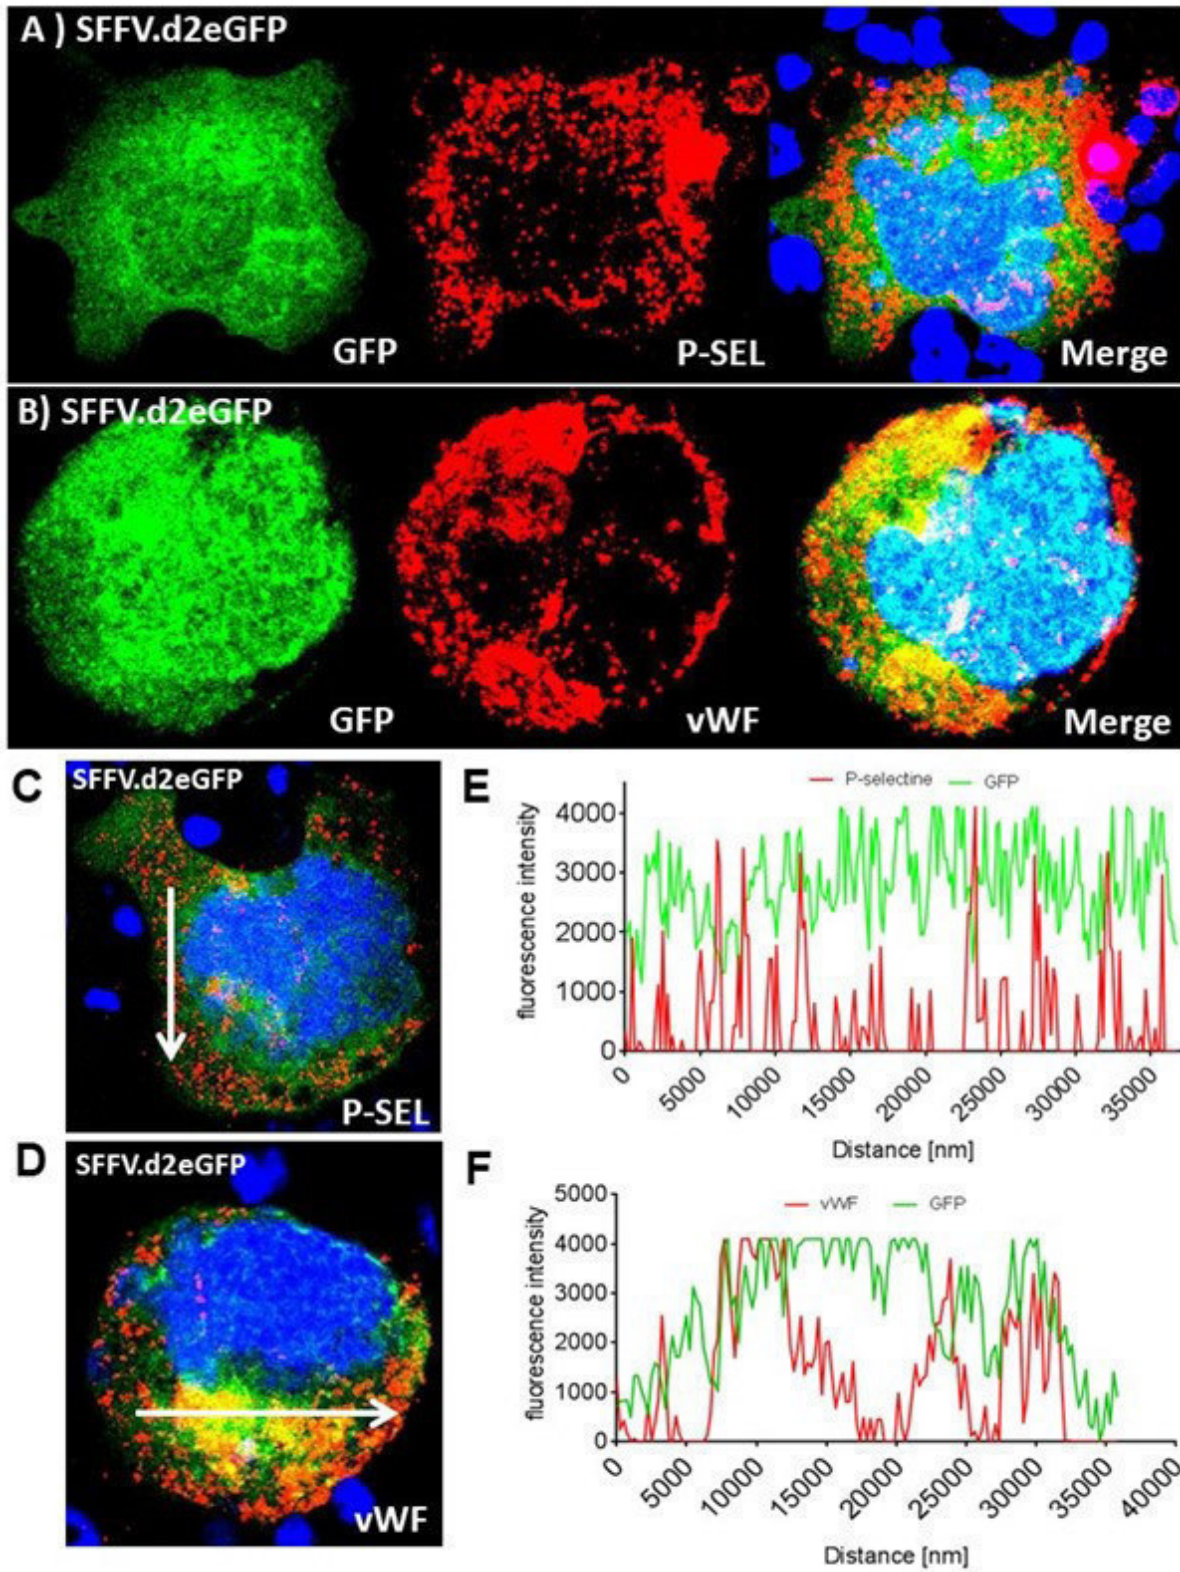 A ) SFFV.d2eGFP
GFP
P-SEL
Merge
B) SFFV.d2eGFP
GFP
vWF
Merge
C
SFFV.d2eGFP
P-SEL
D
SFFV.d2eGFP
vWF
E
P-selectine
GFP
fluorescence intensity
4000
3000
2000
1000
0
0
5000
10000
15000
20000
25000
30000
35000
Distance [nm]
F
vWF
GFP
fluorescence intensity
5000
4000
3000
2000
1000
0
0
5000
10000
15000
20000
25000
30000
35000
40000
Distance [nm]